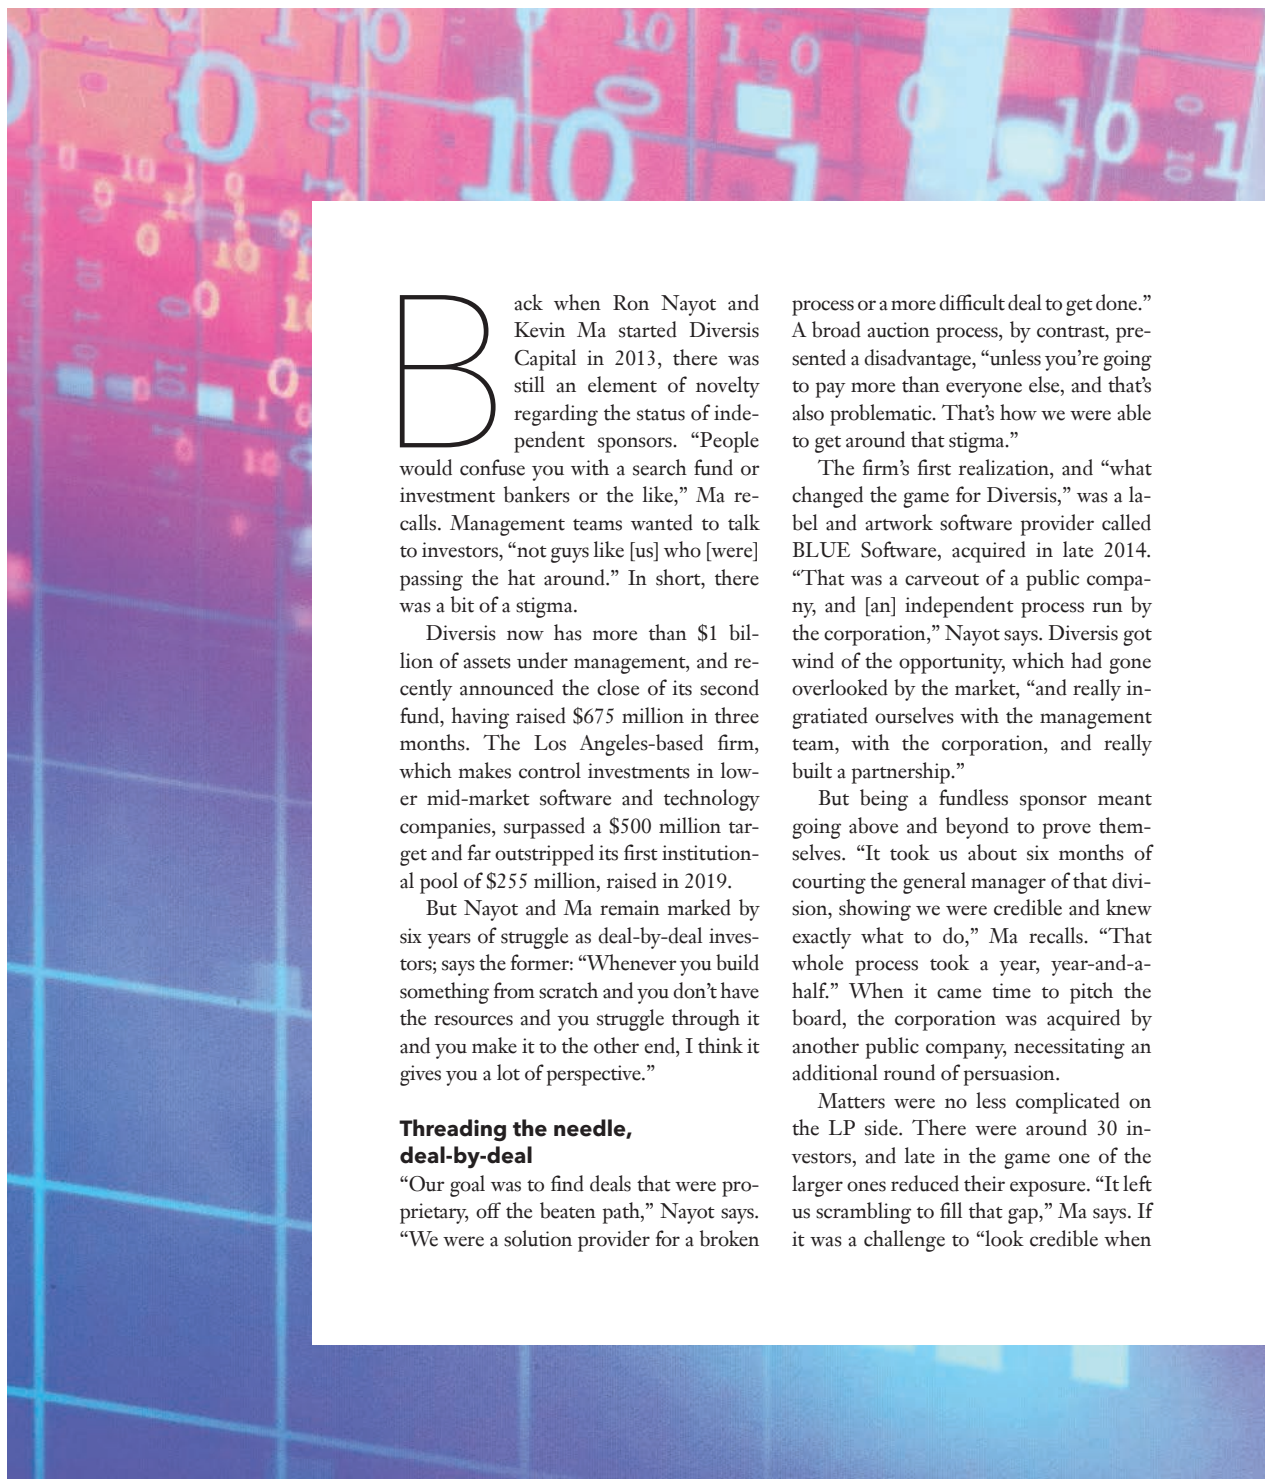 Back when Ron Nayot and
Kevin Ma started Diversis
Capital in 2013, there was
still an element of novelty
regarding the status of inde-
pendent sponsors. “People
would confuse you with a search fund or
investment bankers or the like,” Ma re-
calls. Management teams wanted to talk
to investors, “not guys like [us] who [were]
passing the hat around.” In short, there
was a bit of a stigma.
Diversis now has more than $1 bil-
lion of assets under management, and re-
cently announced the close of its second
fund, having raised $675 million in three
months. The Los Angeles-based firm,
which makes control investments in low-
er mid-market software and technology
companies, surpassed a $500 million tar-
get and far outstripped its first institution-
al pool of $255 million, raised in 2019.
But Nayot and Ma remain marked by
six years of struggle as deal-by-deal inves-
tors; says the former: “Whenever you build
something from scratch and you don’t have
the resources and you struggle through it
and you make it to the other end, I think it
gives you a lot of perspective.”
Threading the needle,
deal-by-deal
“Our goal was to find deals that were pro-
prietary, off the beaten path,” Nayot says.
“We were a solution provider for a broken
process or a more difficult deal to get done.”
A broad auction process, by contrast, pre-
sented a disadvantage, “unless you’re going
to pay more than everyone else, and that’s
also problematic. That’s how we were able
to get around that stigma.”
The firm’s first realization, and “what
changed the game for Diversis,” was a la-
bel and artwork software provider called
BLUE Software, acquired in late 2014.
“That was a carveout of a public compa-
ny, and [an] independent process run by
the corporation,” Nayot says. Diversis got
wind of the opportunity, which had gone
overlooked by the market, “and really in-
gratiated ourselves with the management
team, with the corporation, and really
built a partnership.”
But being a fundless sponsor meant
going above and beyond to prove them-
selves. “It took us about six months of
courting the general manager of that divi-
sion, showing we were credible and knew
exactly what to do,” Ma recalls. “That
whole process took a year, year-and-a-
half.” When it came time to pitch the
board, the corporation was acquired by
another public company, necessitating an
additional round of persuasion.
Matters were no less complicated on
the LP side. There were around 30 in-
vestors, and late in the game one of the
larger ones reduced their exposure. “It left
us scrambling to fill that gap,” Ma says. If
it was a challenge to “look credible when